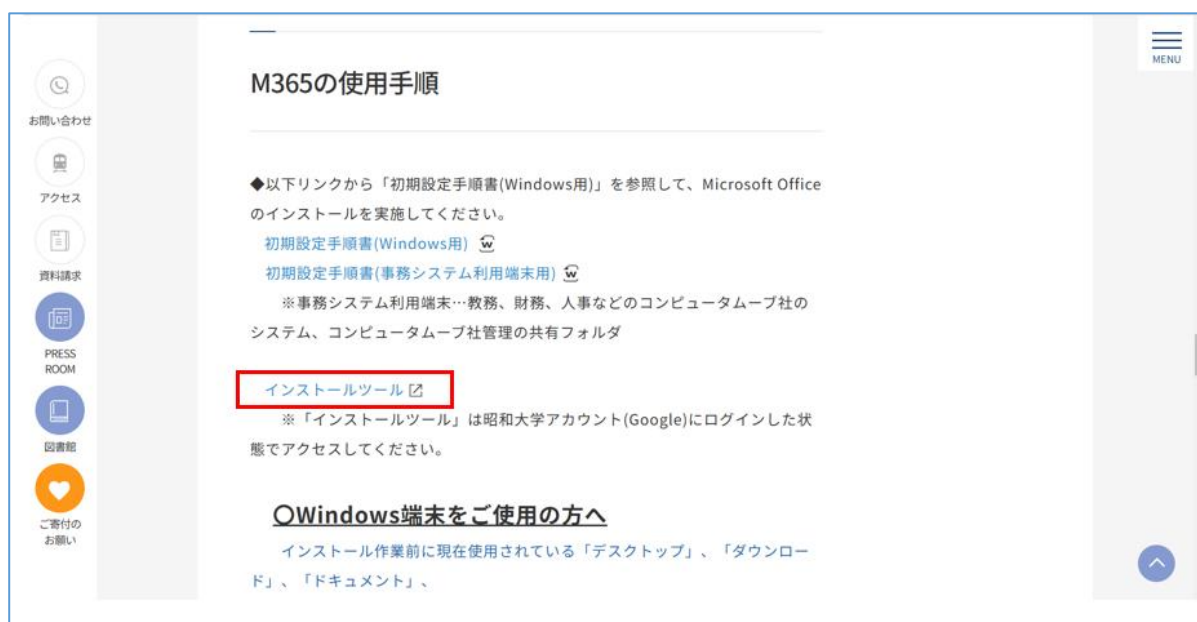 MENU
お問い合わせ
アクセス
資料請求
PRESS
ROOM
図書館
ご寄付の
お願い
M365の使用手順
◆以下リンクから「初期設定手順書(Windows用)」を参照して、Microsoft Office
のインストールを実施してください。
初期設定手順書(Windows用)
初期設定手順書(事務システム利用端末用)
※事務システム利用端末…教務、財務、人事などのコンピュータムーブ社の
システム、コンピュータムーブ社管理の共有フォルダ
インストールツール
※「インストールツール」は昭和大学アカウント(Google)にログインした状
態でアクセスしてください。
〇Windows端末をご使用の方へ
インストール作業前に現在使用されている「デスクトップ」、「ダウンロー
ド」、「ドキュメント」、